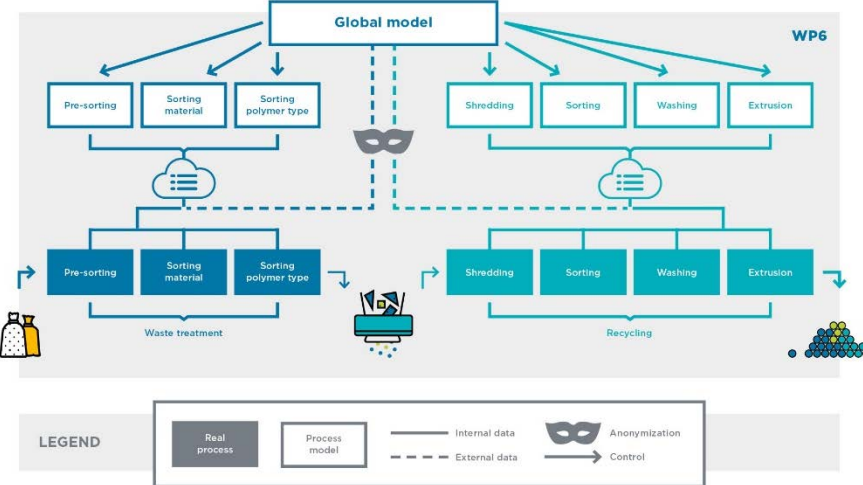 Global model
WP6
Pre-sorting
Sorting
material
Sorting
polymer type
Shredding
Sorting
Washing
Extrusion
Pre-sorting
Sorting
material
Sorting
polymer type
Shredding
Sorting
Washing
Extrusion
Waste treatment
Recycling
LEGEND
Real
process
Process
model
Internal data
External data
Anonymization
Control